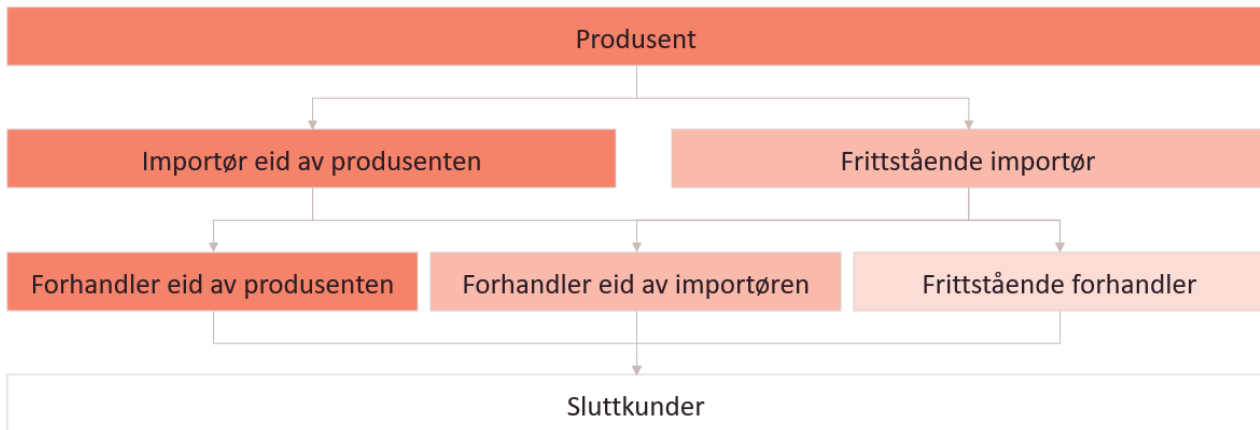 Produsent
Importør eid av produsenten
Frittstående importør
Forhandler eid av produsenten
Forhandler eid av importøren
Frittstående forhandler
Sluttkunder